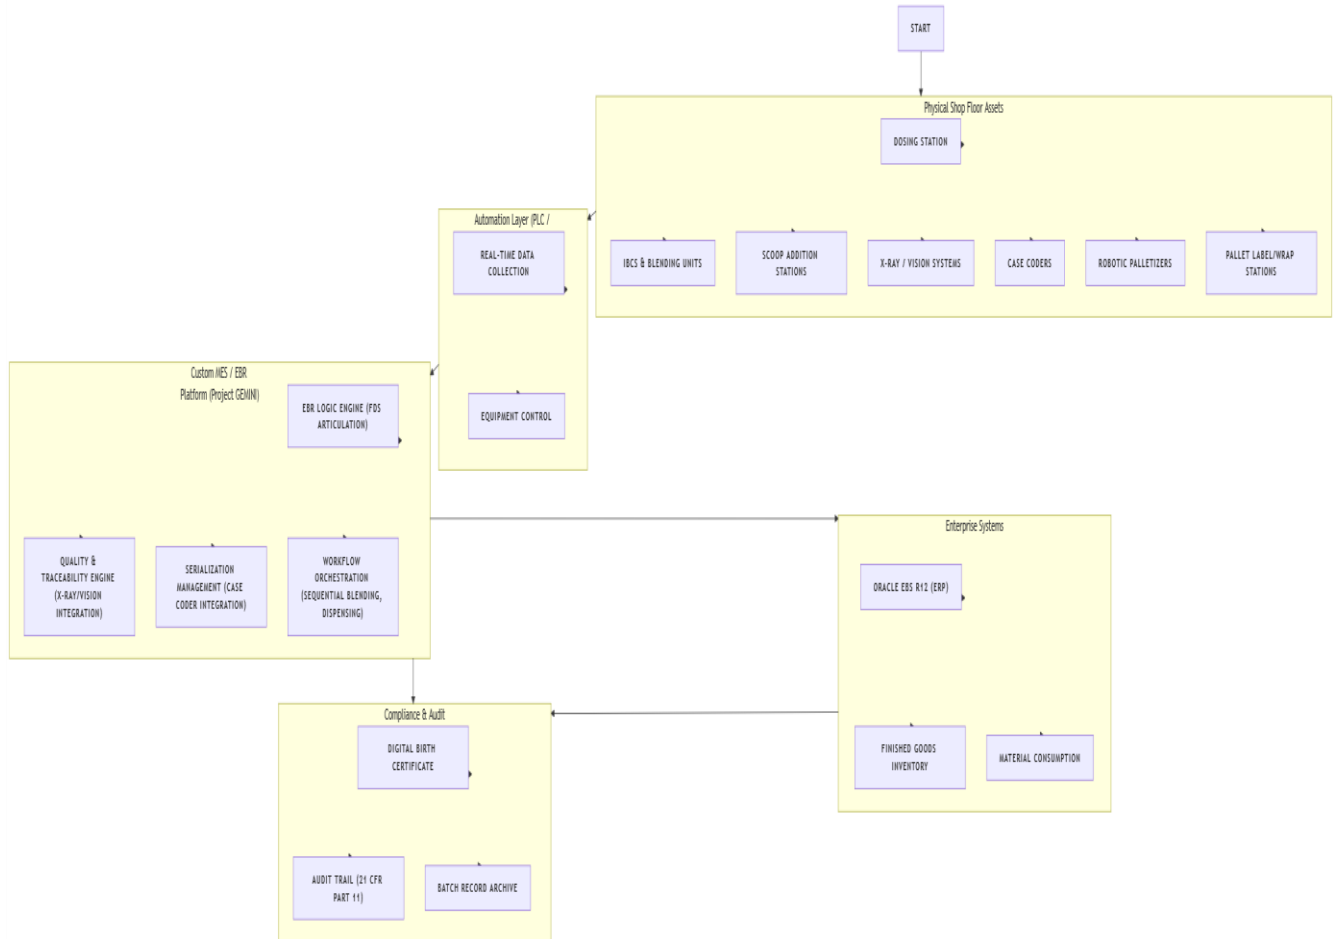 START
Physical Shop Floor Assets
DOSING STATION
IBCS & BLENDING UNITS
SCOOP ADDITION
STATIONS
X-RAY / VISION SYSTEMS
CASE CODERS
ROBOTIC PALLETIZERS
PALLET LABEL/WRAP
STATIONS
Automation Layer (PLC /
REAL-TIME DATA
COLLECTION
EQUIPMENT CONTROL
Custom MES / EBR
Platform (Project GEMINI)
EBR LOGIC ENGINE (FDS
ARTICULATION)
QUALITY &
TRACEABILITY ENGINE
(X-RAY/VISION
INTEGRATION)
SERIALIZATION
MANAGEMENT (CASE
CODER INTEGRATION)
WORKFLOW
ORCHESTRATION
(SEQUENTIAL BLENDING,
DISPENSING)
Enterprise Systems
ORACLE EBS R12 (ERP)
FINISHED GOODS
INVENTORY
MATERIAL CONSUMPTION
Compliance & Audit
DIGITAL BIRTH
CERTIFICATE
AUDIT TRAIL (21 CFR
PART 11)
BATCH RECORD ARCHIVE